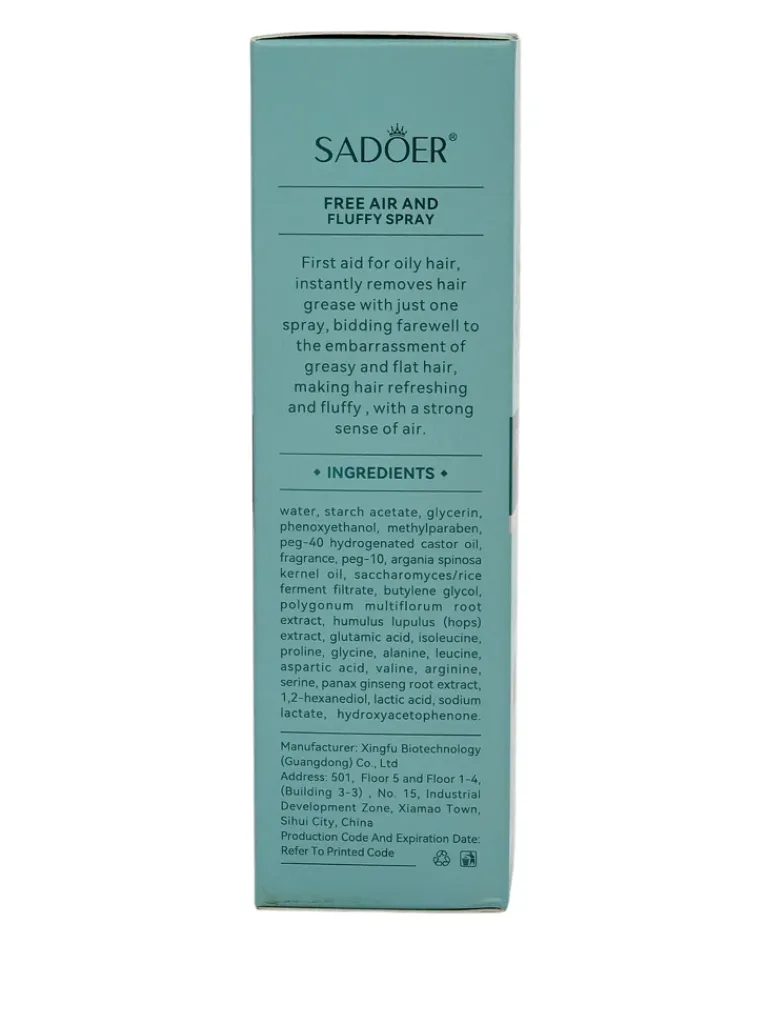 SADOER®
FREE AIR AND
FLUFFY SPRAY
First aid for oily hair,
instantly removes hair
grease with just one
spray, bidding farewell to
the embarrassment of
greasy and flat hair,
making hair refreshing
and fluffy , with a strong
sense of air.
◆ INGREDIENTS ◆
water, starch acetate, glycerin,
phenoxyethanol, methylparaben,
peg-40 hydrogenated castor oil,
fragrance, peg-10, argania spinosa
kernel oil, saccharomyces/rice
ferment filtrate, butylene glycol,
polygonum multiflorum root
extract, humulus lupulus (hops)
extract, glutamic acid, isoleucine,
proline, glycine, alanine, leucine,
aspartic acid, valine, arginine,
serine, panax ginseng root extract,
1,2-hexanediol, lactic acid, sodium
lactate, hydroxyacetophenone.
Manufacturer: Xingfu Biotechnology
(Guangdong) Co., Ltd
Address: 501, Floor 5 and Floor 1-4,
(Building 3-3) , No. 15, Industrial
Development Zone, Xiamao Town,
Sihui City, China
Production Code And Expiration Date:
Refer To Printed Code